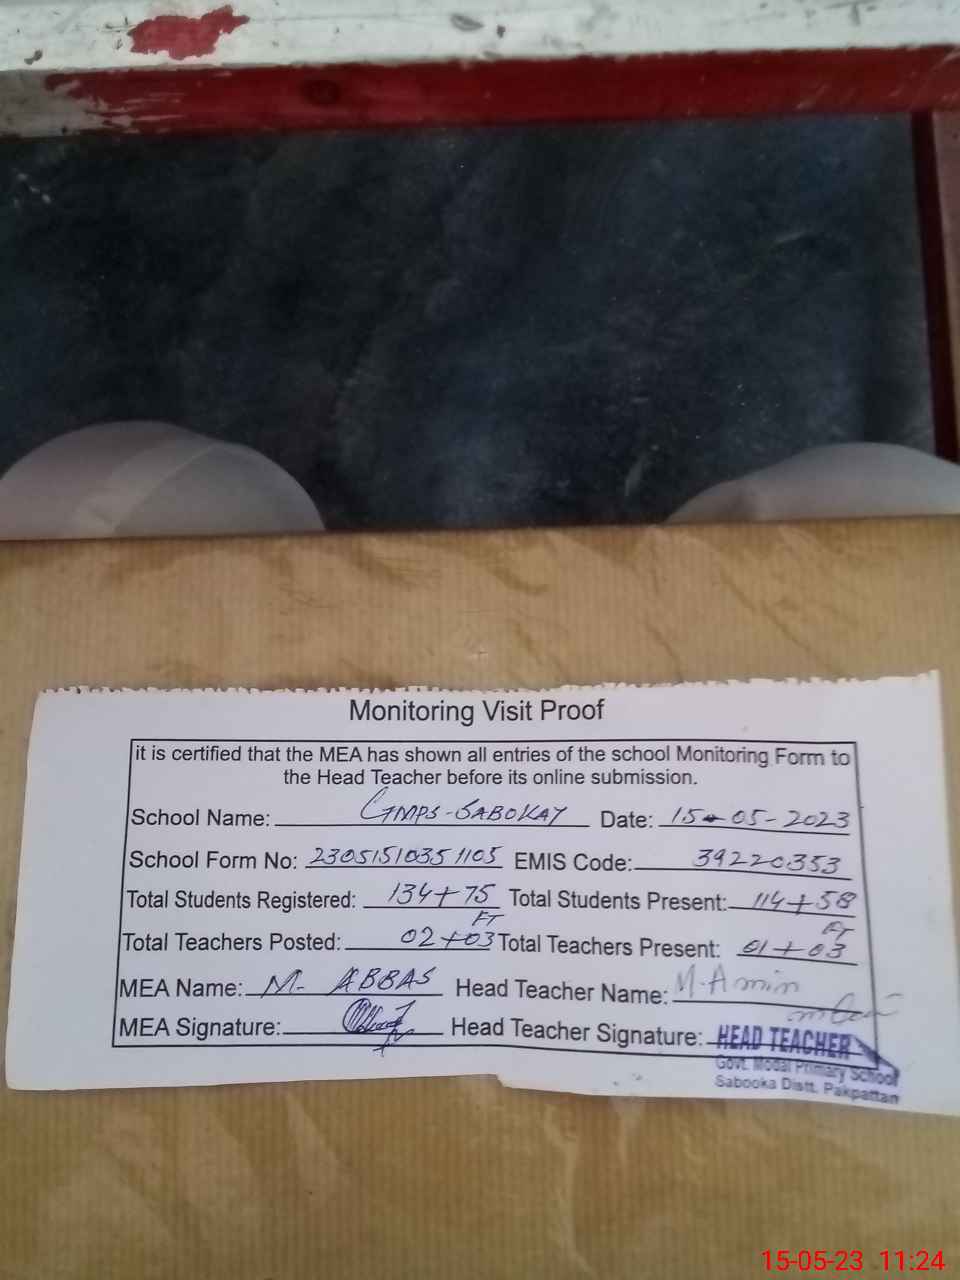 Monitoring Visit Proof
it is certified that the MEA has shown all entries of the school Monitoring Form to
the Head Teacher before its online submission.
School Name: GMPS-SABOKAY Date: 15-05-2023
School Form No: 23051510351105 EMIS Code: 39220353
Total Students Registered: 134+75 Total Students Present: 114+58
FT FT
Total Teachers Posted: 02+03 Total Teachers Present: 01+03
MEA Name: M. ABBAS Head Teacher Name: M.Amin
MEA Signature: Head Teacher Signature:
HEAD TEACHER
Govt. Modal Primary School
Sabooka Distt. Pakpattan
15-05-23 11:24